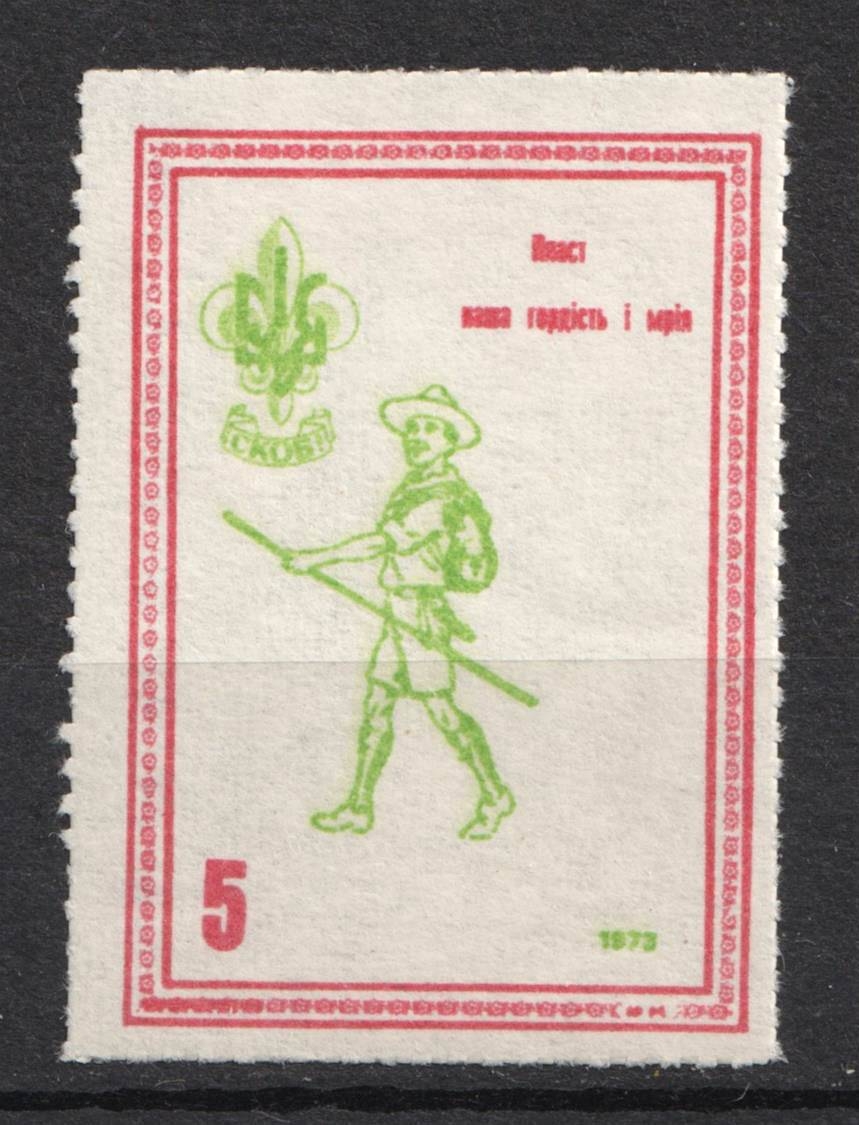 Пласт
наша гордість і мрія
СКОБ
5
1973